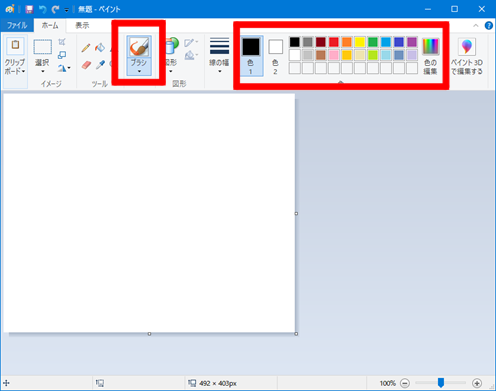 無題 - ペイント
ファイル ホーム 表示
クリップ
ボード
選択
イメージ
ツール
ブラシ
図形
図形
線の幅
色
1
色
2
色の
編集
ペイント 3D
で編集する
492 × 403px
100%